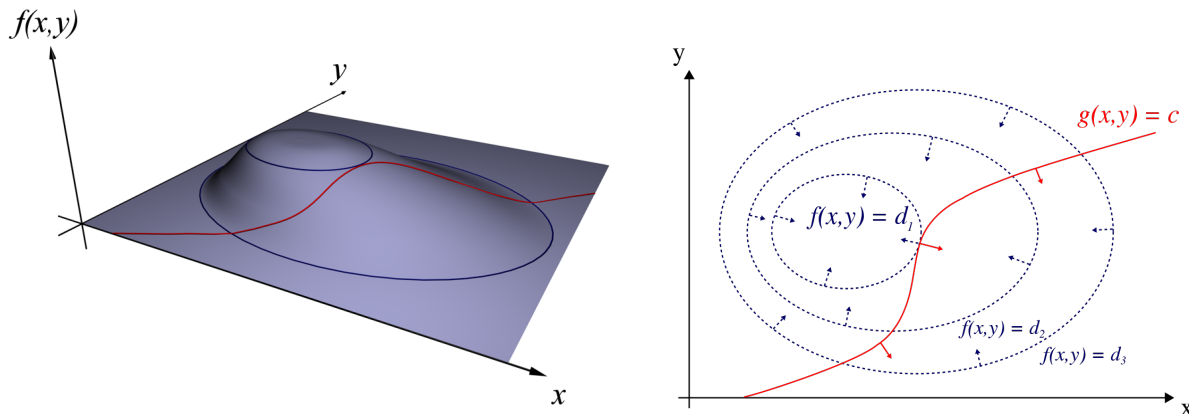 f(x,y)
y
x
y
g(x,y) = c
f(x,y) = d₁
f(x,y) = d₂
f(x,y) = d₃
x